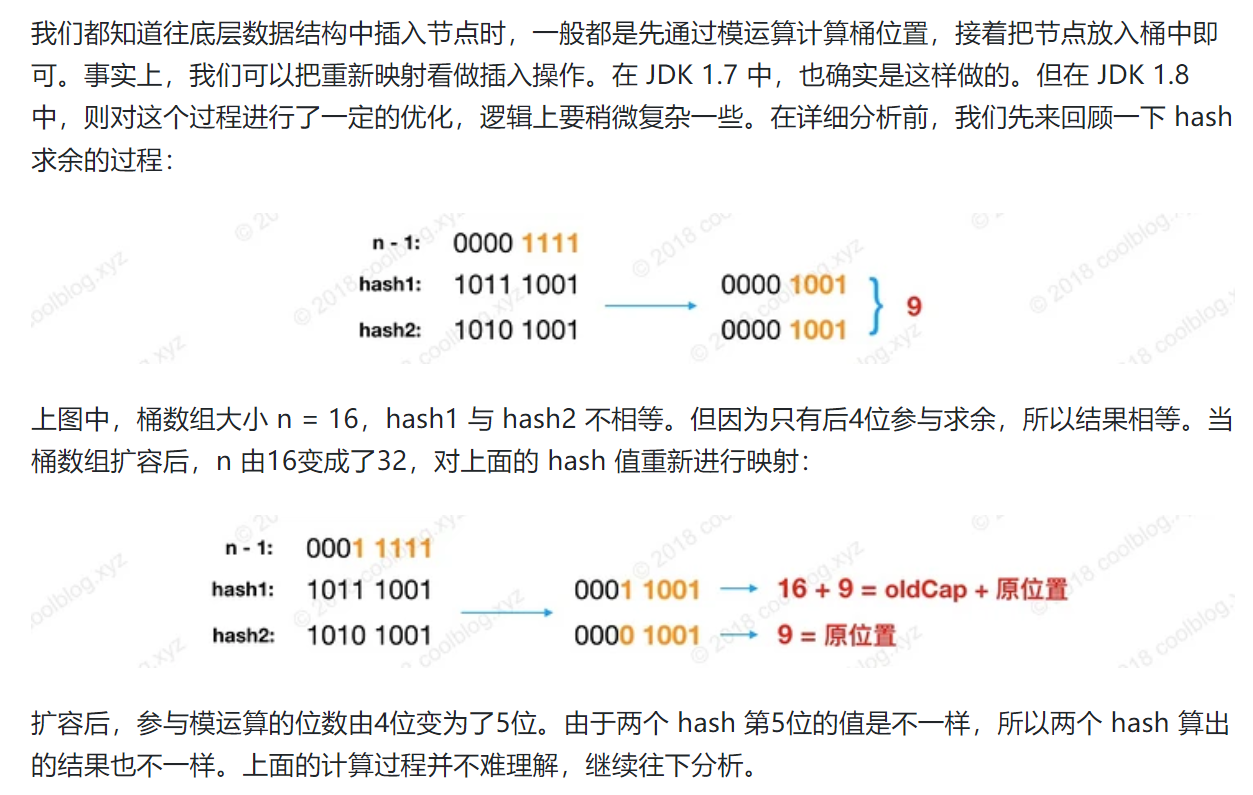 我们都知道往底层数据结构中插入节点时，一般都是先通过模运算计算桶位置，接着把节点放入桶中即
可。事实上，我们可以把重新映射看做插入操作。在 JDK 1.7 中，也确实是这样做的。但在 JDK 1.8
中，则对这个过程进行了一定的优化，逻辑上要稍微复杂一些。在详细分析前，我们先来回顾一下 hash
求余的过程：
n - 1: 0000 1111
hash1: 1011 1001 0000 1001
hash2: 1010 1001 0000 1001
9
上图中，桶数组大小 n = 16，hash1 与 hash2 不相等。但因为只有后4位参与求余，所以结果相等。当
桶数组扩容后，n 由16变成了32，对上面的 hash 值重新进行映射：
n - 1: 0001 1111
hash1: 1011 1001 0001 1001 16 + 9 = oldCap + 原位置
hash2: 1010 1001 0000 1001 9 = 原位置
扩容后，参与模运算的位数由4位变为了5位。由于两个 hash 第5位的值是不一样，所以两个 hash 算出
的结果也不一样。上面的计算过程并不难理解，继续往下分析。
© 2018 coolblog.xyz